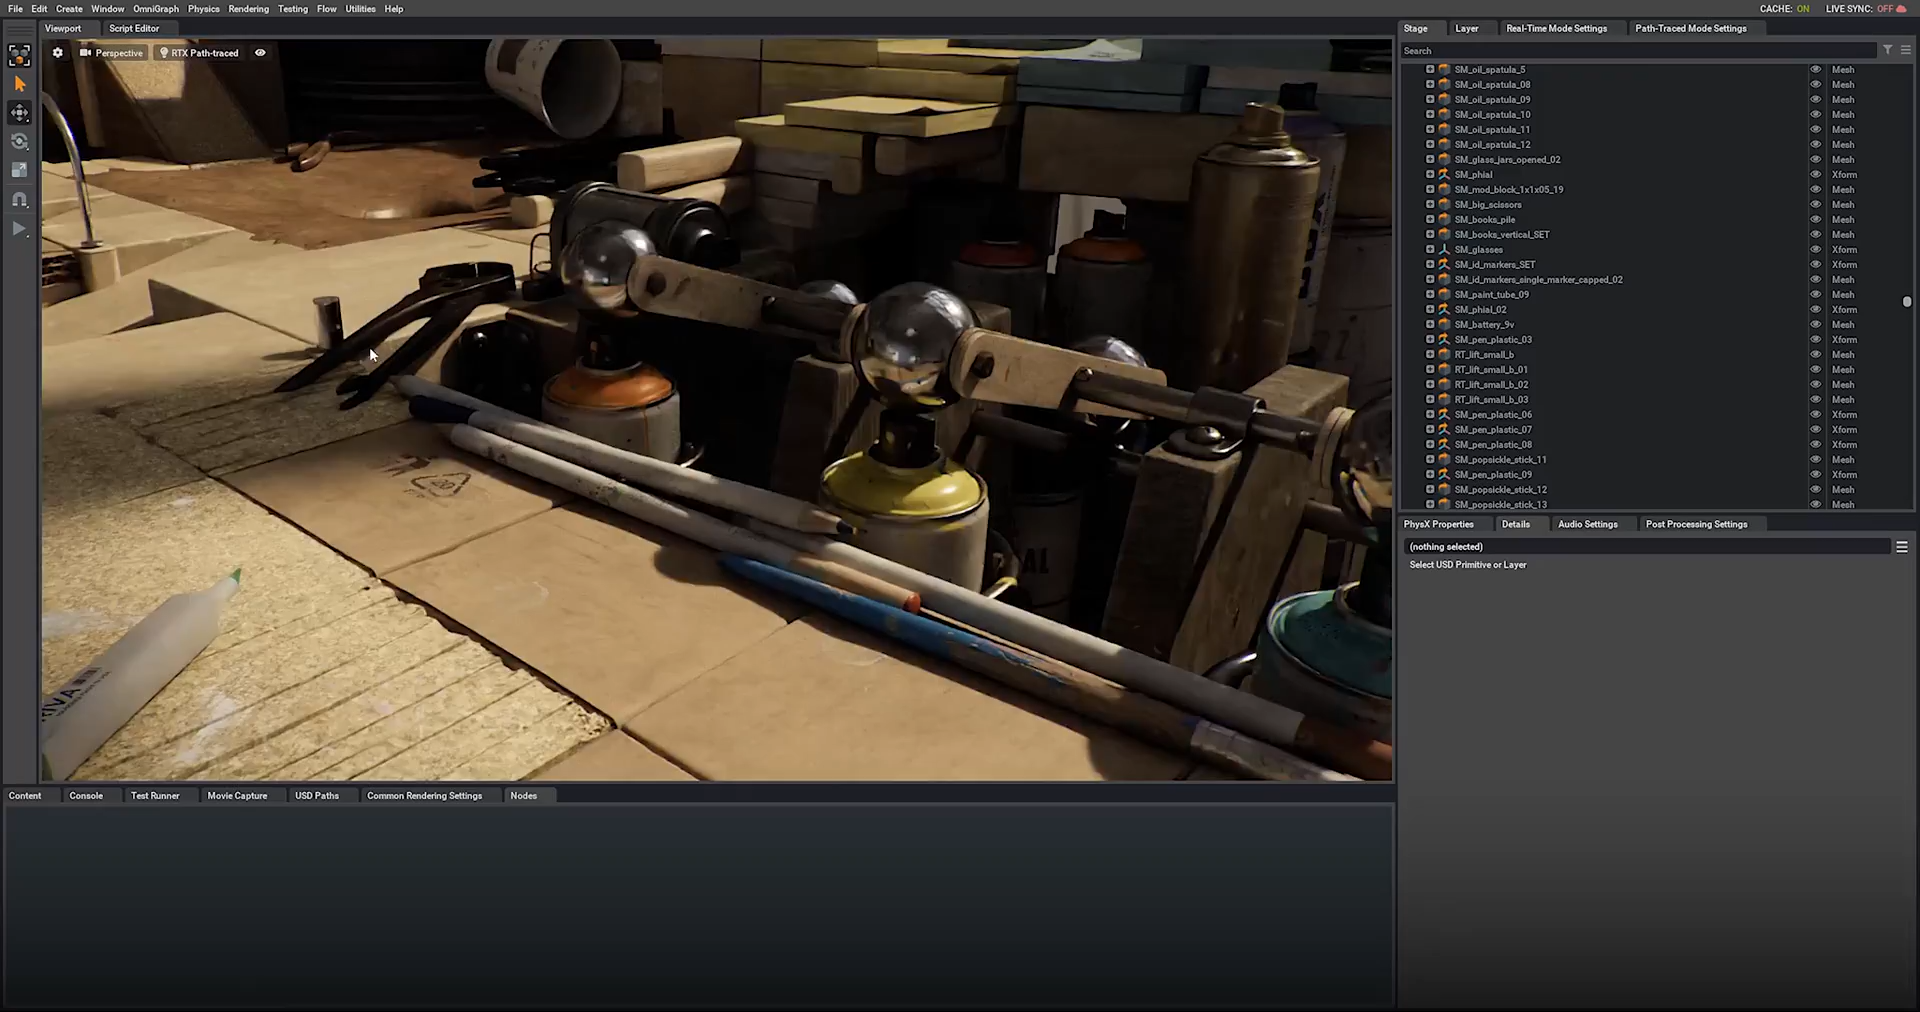 File Edit Create Window OmniGraph Physics Rendering Testing Flow Utilities Help
CACHE: ON LIVE SYNC: OFF
Viewport Script Editor
Perspective RTX Path-traced
Stage Layer Real-Time Mode Settings Path-Traced Mode Settings
Search
SM_oil_spatula_5 Mesh
SM_oil_spatula_08 Mesh
SM_oil_spatula_09 Mesh
SM_oil_spatula_10 Mesh
SM_oil_spatula_11 Mesh
SM_oil_spatula_12 Mesh
SM_glass_jars_opened_02 Mesh
SM_phial Xform
SM_mod_block_1x1x05_19 Mesh
SM_big_scissors Mesh
SM_books_pile Mesh
SM_books_vertical_SET Mesh
SM_glasses Xform
SM_id_markers_SET Xform
SM_id_markers_single_marker_capped_02 Mesh
SM_paint_tube_09 Mesh
SM_phial_02 Xform
SM_battery_9v Mesh
SM_pen_plastic_03 Xform
RT_lift_small_b Mesh
RT_lift_small_b_01 Mesh
RT_lift_small_b_02 Mesh
RT_lift_small_b_03 Mesh
SM_pen_plastic_06 Xform
SM_pen_plastic_07 Xform
SM_pen_plastic_08 Xform
SM_popsickle_stick_11 Mesh
SM_pen_plastic_09 Xform
SM_popsickle_stick_12 Mesh
SM_popsickle_stick_13 Mesh
PhysX Properties Details Audio Settings Post Processing Settings
(nothing selected)
Select USD Primitive or Layer
Content Console Test Runner Movie Capture USD Paths Common Rendering Settings Nodes